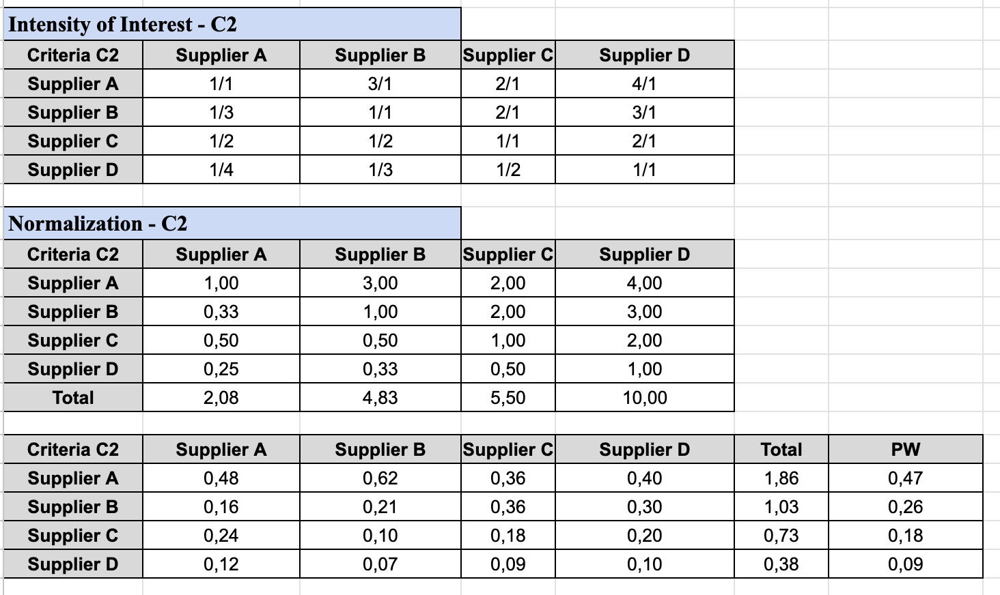 Intensity of Interest - C2
Criteria C2 Supplier A Supplier B Supplier C Supplier D
Supplier A 1/1 3/1 2/1 4/1
Supplier B 1/3 1/1 2/1 3/1
Supplier C 1/2 1/2 1/1 2/1
Supplier D 1/4 1/3 1/2 1/1
Normalization - C2
Criteria C2 Supplier A Supplier B Supplier C Supplier D
Supplier A 1,00 3,00 2,00 4,00
Supplier B 0,33 1,00 2,00 3,00
Supplier C 0,50 0,50 1,00 2,00
Supplier D 0,25 0,33 0,50 1,00
Total 2,08 4,83 5,50 10,00
Criteria C2 Supplier A Supplier B Supplier C Supplier D Total PW
Supplier A 0,48 0,62 0,36 0,40 1,86 0,47
Supplier B 0,16 0,21 0,36 0,30 1,03 0,26
Supplier C 0,24 0,10 0,18 0,20 0,73 0,18
Supplier D 0,12 0,07 0,09 0,10 0,38 0,09